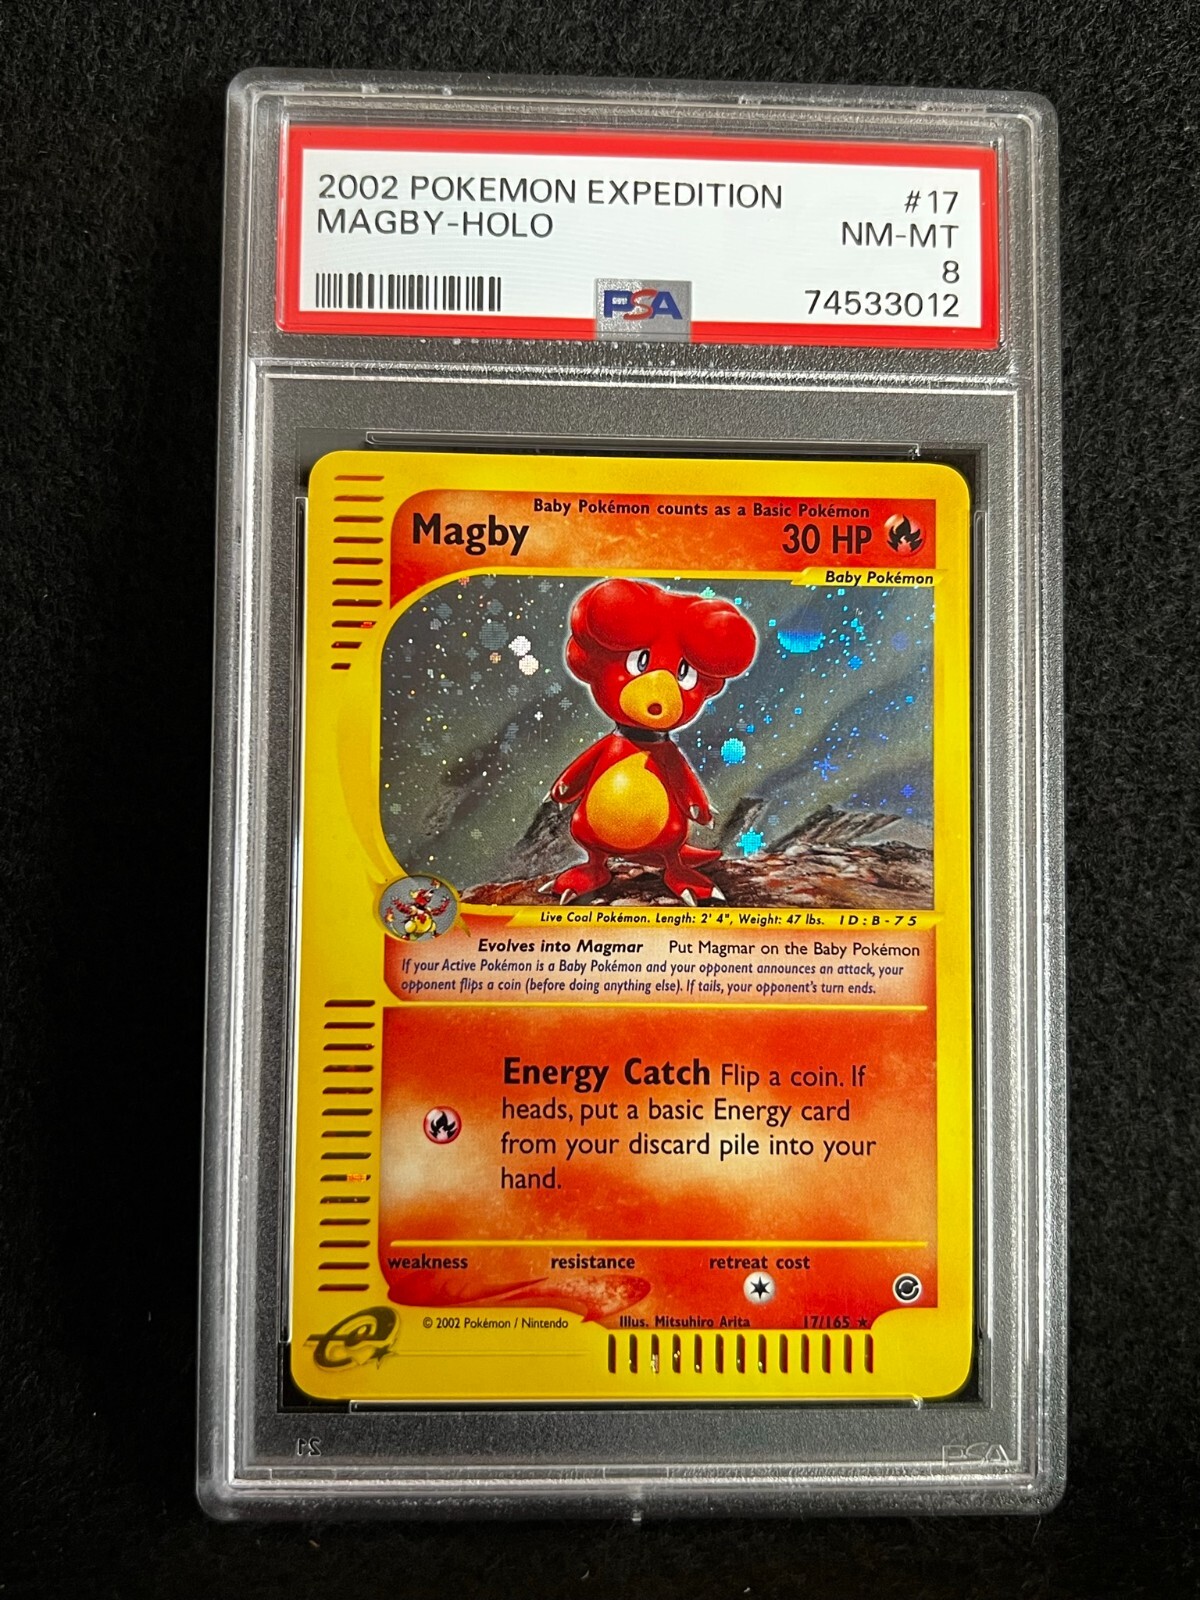 2002 POKEMON EXPEDITION #17
MAGBY-HOLO NM-MT
8
PSA 74533012
Baby Pokémon counts as a Basic Pokémon
Magby 30 HP
Baby Pokémon
Live Coal Pokémon. Length: 2' 4", Weight: 47 lbs. ID:B-75
Evolves into Magmar Put Magmar on the Baby Pokémon
If your Active Pokémon is a Baby Pokémon and your opponent announces an attack, your
opponent flips a coin (before doing anything else). If tails, your opponent's turn ends.
Energy Catch Flip a coin. If
heads, put a basic Energy card
from your discard pile into your
hand.
weakness resistance retreat cost
© 2002 Pokémon / Nintendo Illus. Mitsuhiro Arita 17/165 ★
e
21 PSA